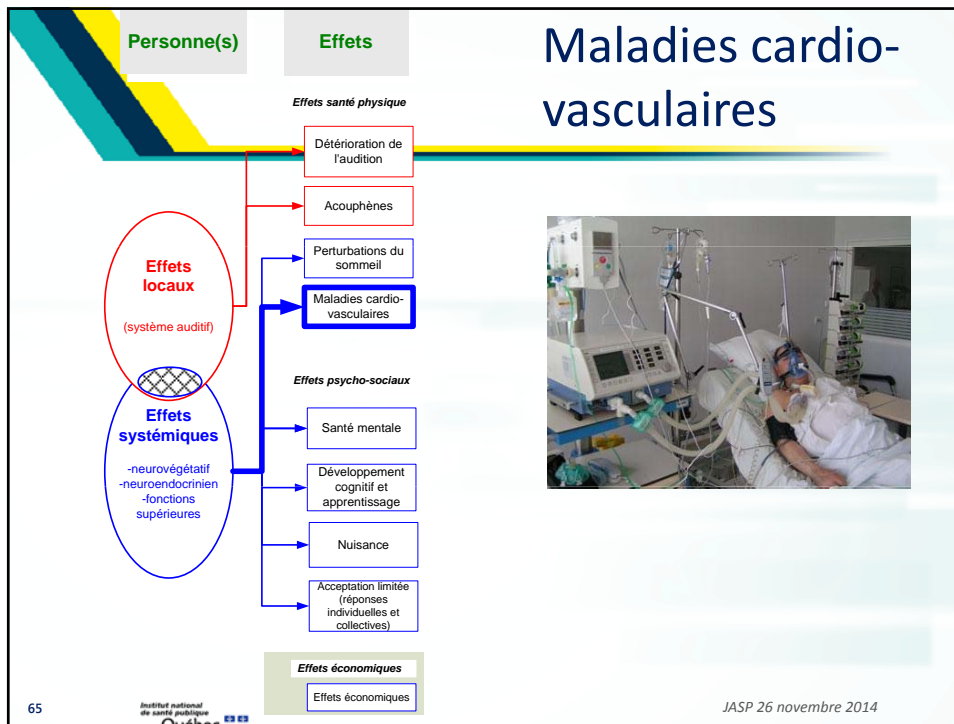 Personne(s)
Effets
Maladies cardio-
vasculaires
Effets santé physique
Détérioration de
l'audition
Acouphènes
Effets
locaux
(système auditif)
Perturbations du
sommeil
Maladies cardio-
vasculaires
Effets psycho-sociaux
Effets
systémiques
-neurovégétatif
-neuroendocrinien
-fonctions
supérieures
Santé mentale
Développement
cognitif et
apprentissage
Nuisance
Acceptation limitée
(réponses
individuelles et
collectives)
Effets économiques
Effets économiques
65
Institut national
de santé publique
Québec
JASP 26 novembre 2014